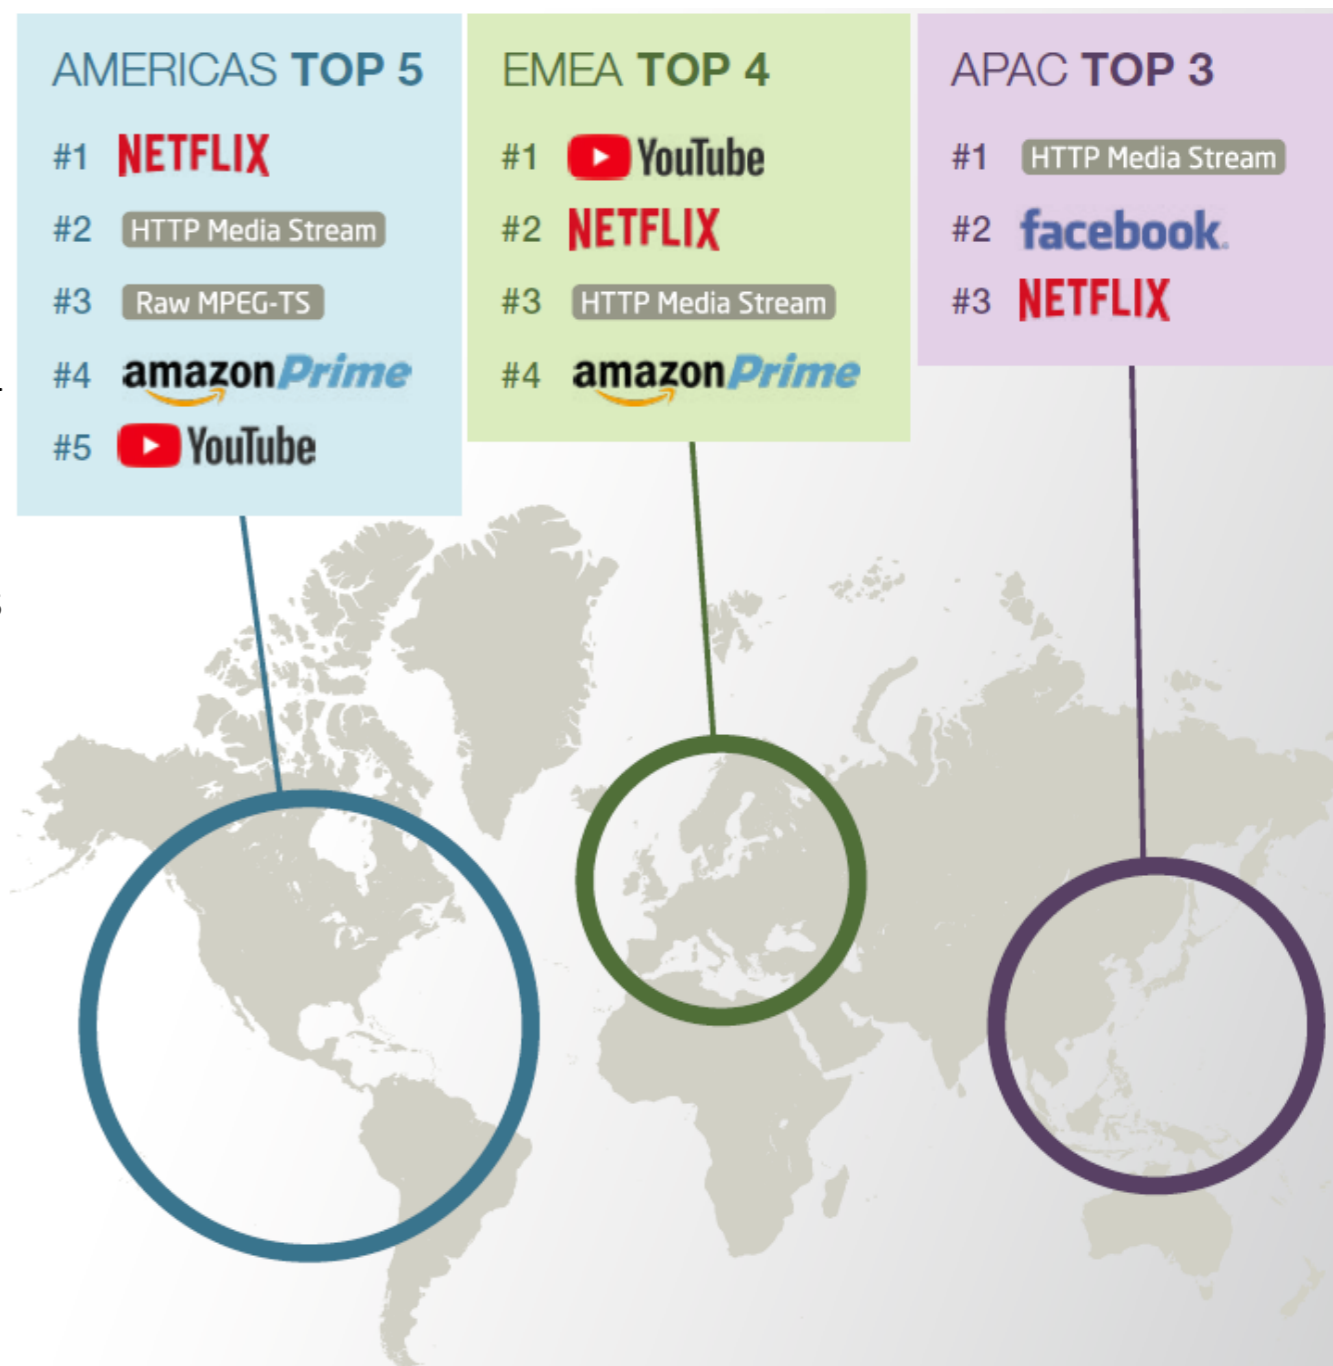 AMERICAS TOP 5
#1 NETFLIX
#2 HTTP Media Stream
#3 Raw MPEG-TS
#4 amazon Prime
#5 YouTube
EMEA TOP 4
#1 YouTube
#2 NETFLIX
#3 HTTP Media Stream
#4 amazon Prime
APAC TOP 3
#1 HTTP Media Stream
#2 facebook
#3 NETFLIX